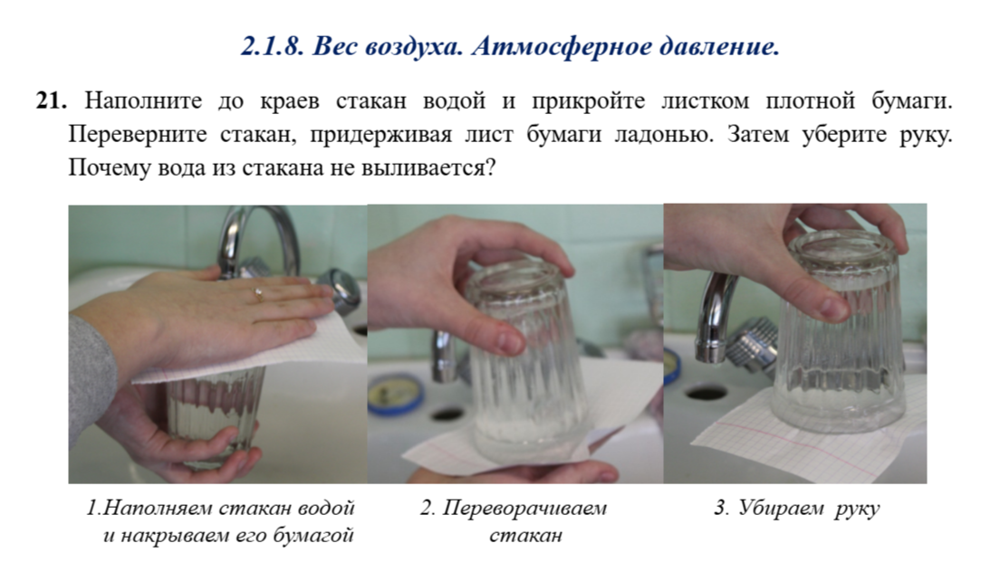 2.1.8. Вес воздуха. Атмосферное давление.
21. Наполните до краев стакан водой и прикройте листком плотной бумаги.
Переверните стакан, придерживая лист бумаги ладонью. Затем уберите руку.
Почему вода из стакана не выливается?
1.Наполняем стакан водой
и накрываем его бумагой
2. Переворачиваем
стакан
3. Убираем руку